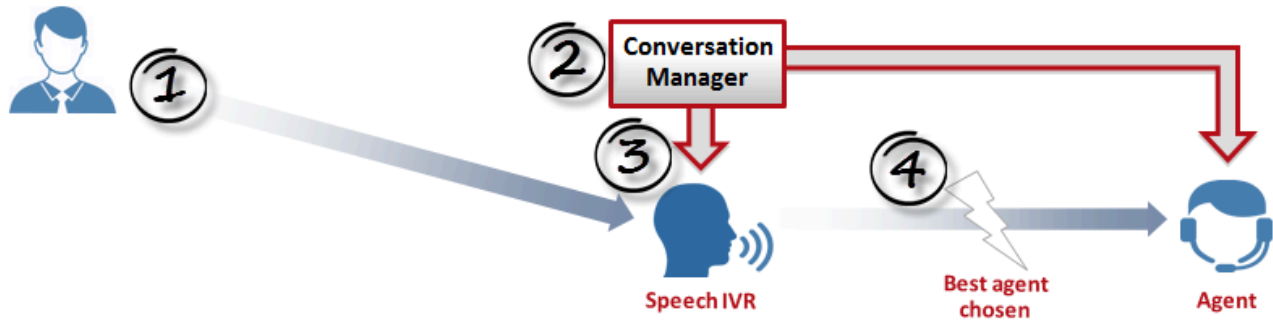 1
2
Conversation
Manager
3
4
Speech IVR
Best agent
chosen
Agent